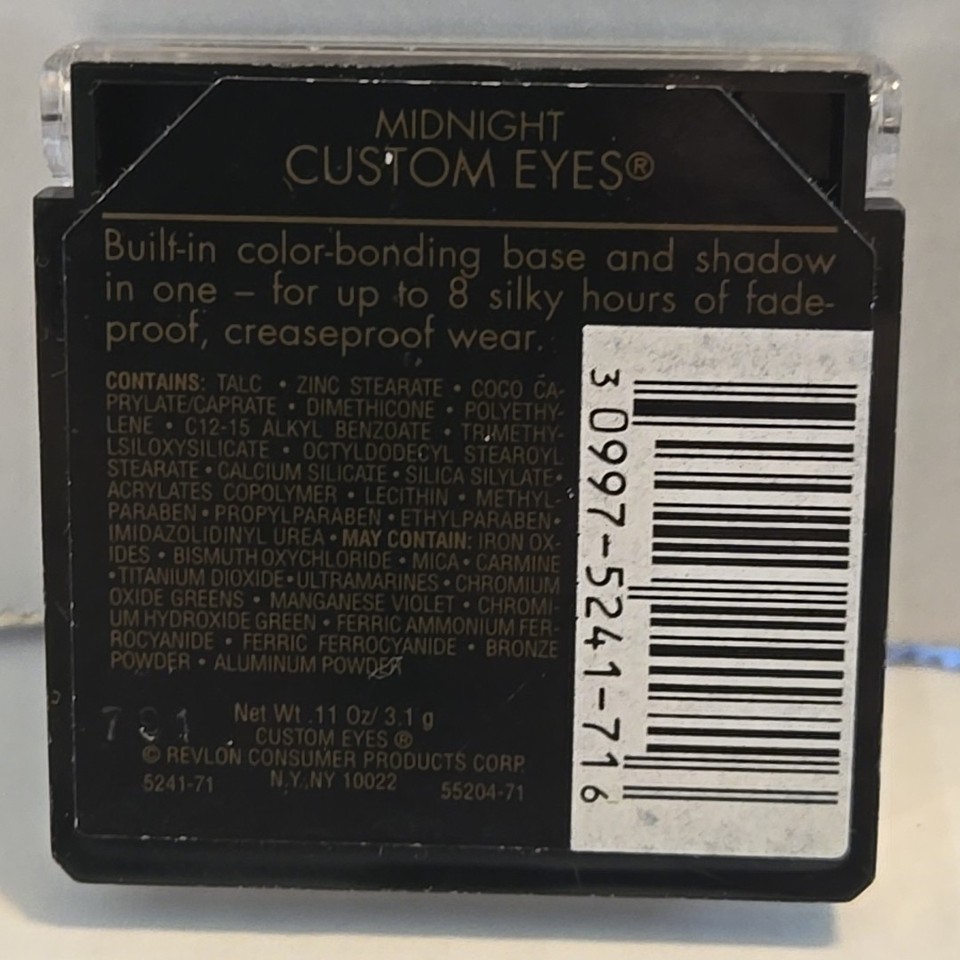 MIDNIGHT
CUSTOM EYES®
Built-in color-bonding base and shadow
in one – for up to 8 silky hours of fade-
proof, creaseproof wear.
CONTAINS: TALC • ZINC STEARATE • COCO CA-
PRYLATE/CAPRATE • DIMETHICONE • POLYETHY-
LENE • C12-15 ALKYL BENZOATE • TRIMETHY-
LSILOXYSILICATE • OCTYLDODECYL STEAROYL
STEARATE • CALCIUM SILICATE • SILICA SILYLATE •
ACRYLATES COPOLYMER • LECITHIN • METHYL-
PARABEN • PROPYLPARABEN • ETHYLPARABEN •
IMIDAZOLIDINYL UREA • MAY CONTAIN: IRON OX-
IDES • BISMUTH OXYCHLORIDE • MICA • CARMINE
• TITANIUM DIOXIDE • ULTRAMARINES • CHROMIUM
OXIDE GREENS • MANGANESE VIOLET • CHROMI-
UM HYDROXIDE GREEN • FERRIC AMMONIUM FER-
ROCYANIDE • FERRIC FERROCYANIDE • BRONZE
POWDER • ALUMINUM POWDER
Net Wt .11 Oz/ 3.1 g
CUSTOM EYES ®
© REVLON CONSUMER PRODUCTS CORP.
N.Y., NY 10022
5241-71
55204-71
3 0997-5241-716